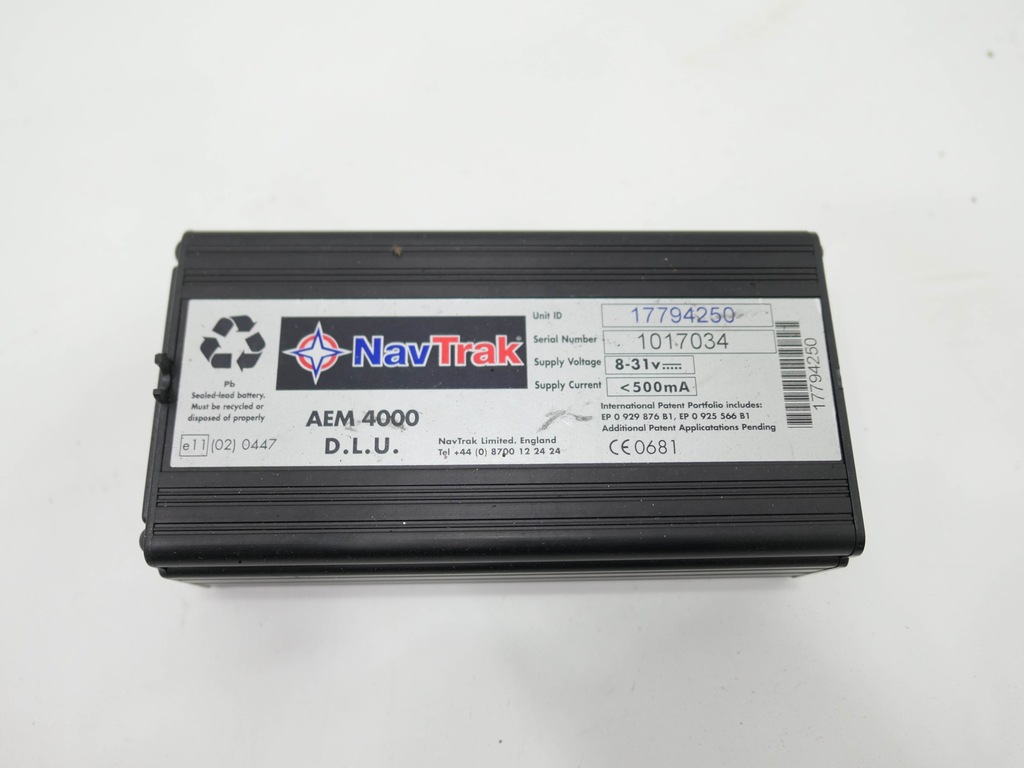 Pb
Sealed-lead battery.
Must be recycled or
disposed of properly
e11 (02) 0447
NavTrak
AEM 4000
D.L.U.
NavTrak Limited. England
Tel +44 (0) 8700 12 24 24
Unit ID 17794250
Serial Number 1017034
Supply Voltage 8-31v
Supply Current <500mA
International Patent Portfolio includes:
EP 0 929 876 B1, EP 0 925 566 B1
Additional Patent Applicatations Pending
CE0681
17794250